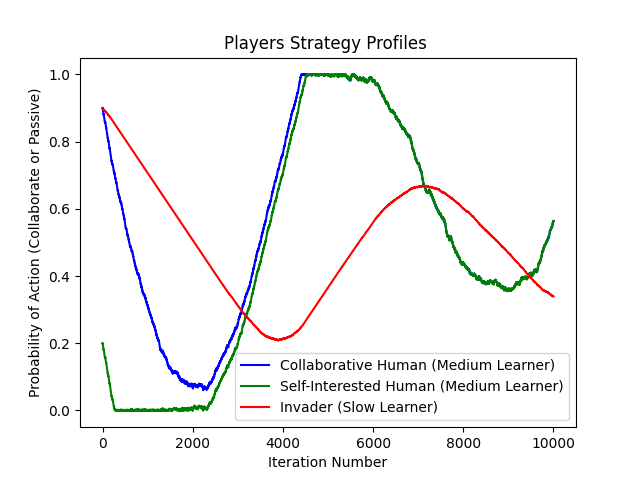 Players Strategy Profiles
Probability of Action (Collaborate or Passive)
1.0
0.8
0.6
0.4
0.2
0.0
Collaborative Human (Medium Learner)
Self-Interested Human (Medium Learner)
Invader (Slow Learner)
0 2000 4000 6000 8000 10000
Iteration Number